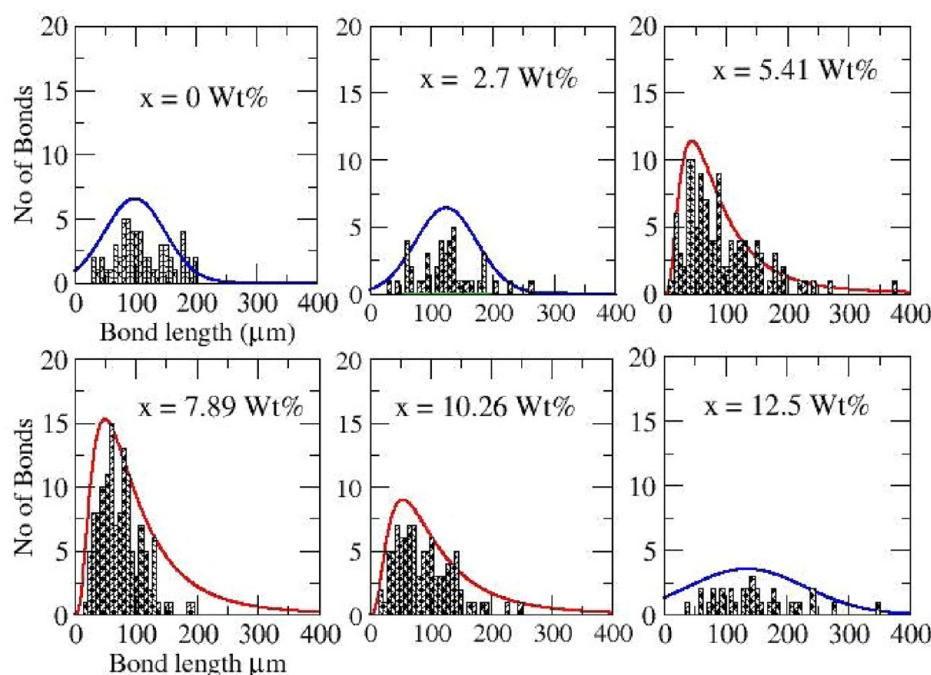 20
15
10
5
0
No of Bonds
x = 0 Wt%
0 100 200 300 400
Bond length (μm)
20
15
10
5
0
x = 2.7 Wt%
0 100 200 300 400
20
15
10
5
0
x = 5.41 Wt%
0 100 200 300 400
20
15
10
5
0
No of Bonds
x = 7.89 Wt%
0 100 200 300 400
Bond length μm
20
15
10
5
0
x = 10.26 Wt%
0 100 200 300 400
20
15
10
5
0
x = 12.5 Wt%
0 100 200 300 400